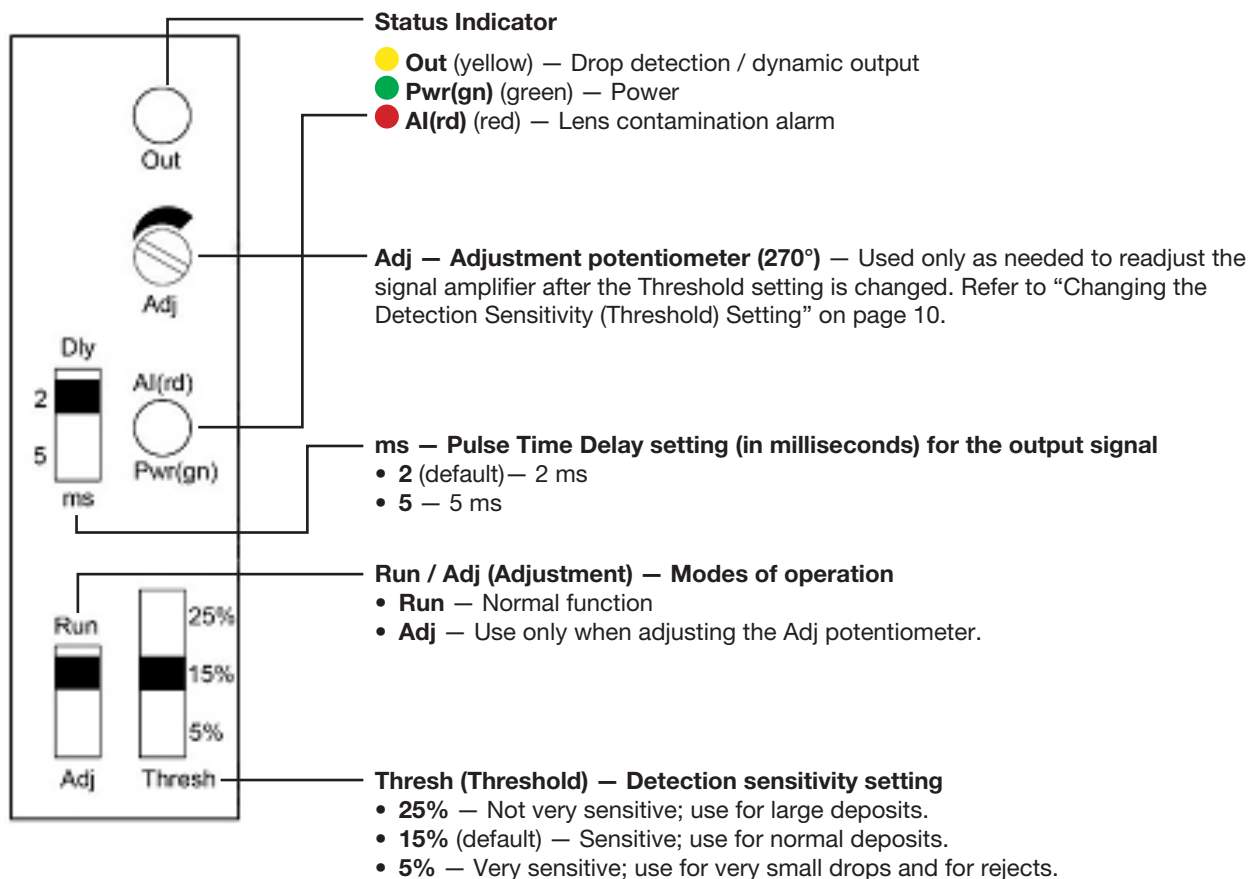 Status Indicator
Out (yellow) — Drop detection / dynamic output
Pwr(gn) (green) — Power
Al(rd) (red) — Lens contamination alarm
Out
Adj — Adjustment potentiometer (270°) — Used only as needed to readjust the
signal amplifier after the Threshold setting is changed. Refer to “Changing the
Detection Sensitivity (Threshold) Setting” on page 10.
Adj
Dly
Al(rd)
2
5
Pwr(gn)
ms
ms — Pulse Time Delay setting (in milliseconds) for the output signal
• 2 (default)— 2 ms
• 5 — 5 ms
Run / Adj (Adjustment) — Modes of operation
• Run — Normal function
• Adj — Use only when adjusting the Adj potentiometer.
Run
25%
15%
5%
Adj
Thresh
Thresh (Threshold) — Detection sensitivity setting
• 25% — Not very sensitive; use for large deposits.
• 15% (default) — Sensitive; use for normal deposits.
• 5% — Very sensitive; use for very small drops and for rejects.